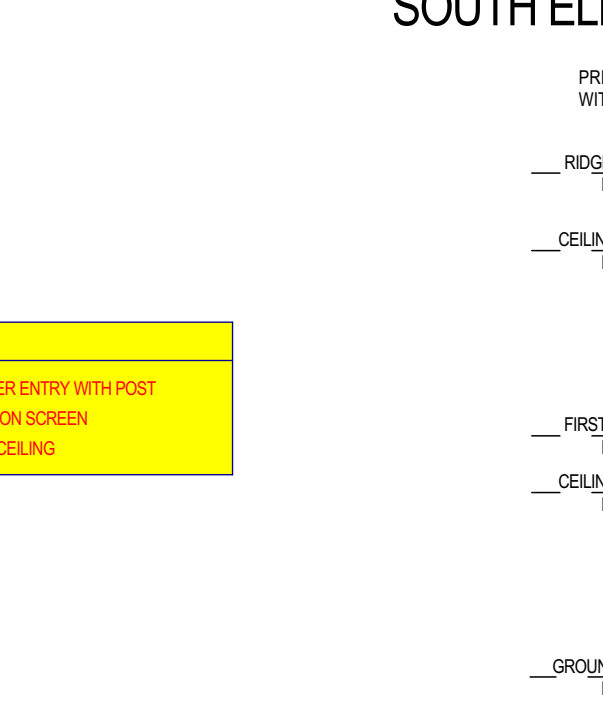 SOUTH EL
PR
WIT
RIDG
CEILIN
ER ENTRY WITH POST
ON SCREEN
CEILING
FIRST
CEILIN
GROUN